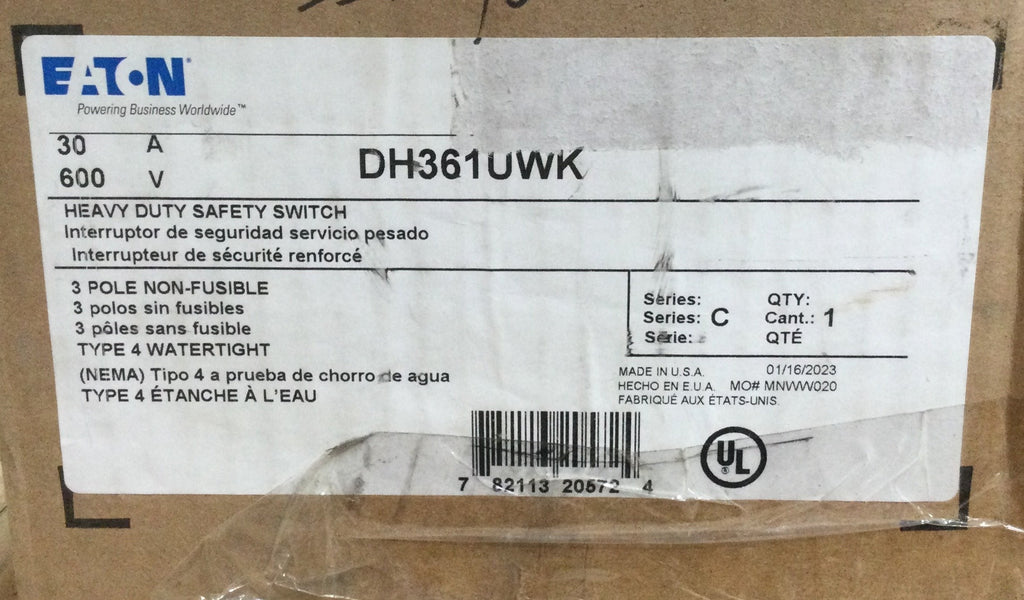 EATON
Powering Business Worldwide™
30 A
600 V
DH361UWK
HEAVY DUTY SAFETY SWITCH
Interruptor de seguridad servicio pesado
Interrupteur de sécurité renforcé
3 POLE NON-FUSIBLE
3 polos sin fusibles
3 pôles sans fusible
TYPE 4 WATERTIGHT
(NEMA) Tipo 4 a prueba de chorro de agua
TYPE 4 ÉTANCHE À L'EAU
Series: QTY:
Series: C Cant.: 1
Série: QTÉ
MADE IN U.S.A. 01/16/2023
HECHO EN E.U.A. MO# MNWW020
FABRIQUÉ AUX ÉTATS-UNIS.
7 82113 20572 4
UL